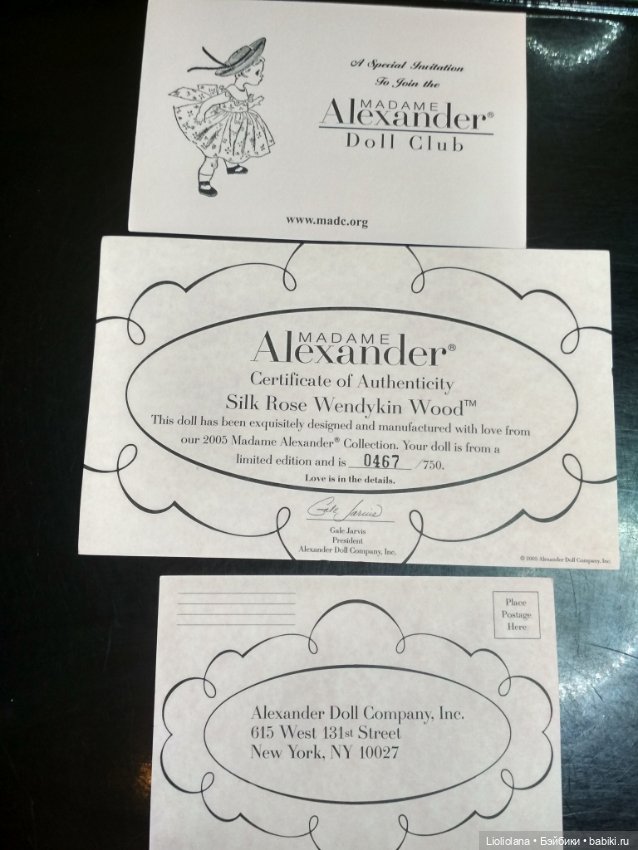 A Special Invitation
To Join the
MADAME
Alexander®
Doll Club
www.madc.org
MADAME
Alexander®
Certificate of Authenticity
Silk Rose Wendykin Wood™
This doll has been exquisitely designed and manufactured with love from
our 2005 Madame Alexander® Collection. Your doll is from a
limited edition and is 0467 /750.
Love is in the details.
Gale Jarvis
Gale Jarvis
President
Alexander Doll Company, Inc.
© 2005 Alexander Doll Company, Inc.
Place
Postage
Here
Alexander Doll Company, Inc.
615 West 131st Street
New York, NY 10027
Lioliolana • Бэйбики • babiki.ru